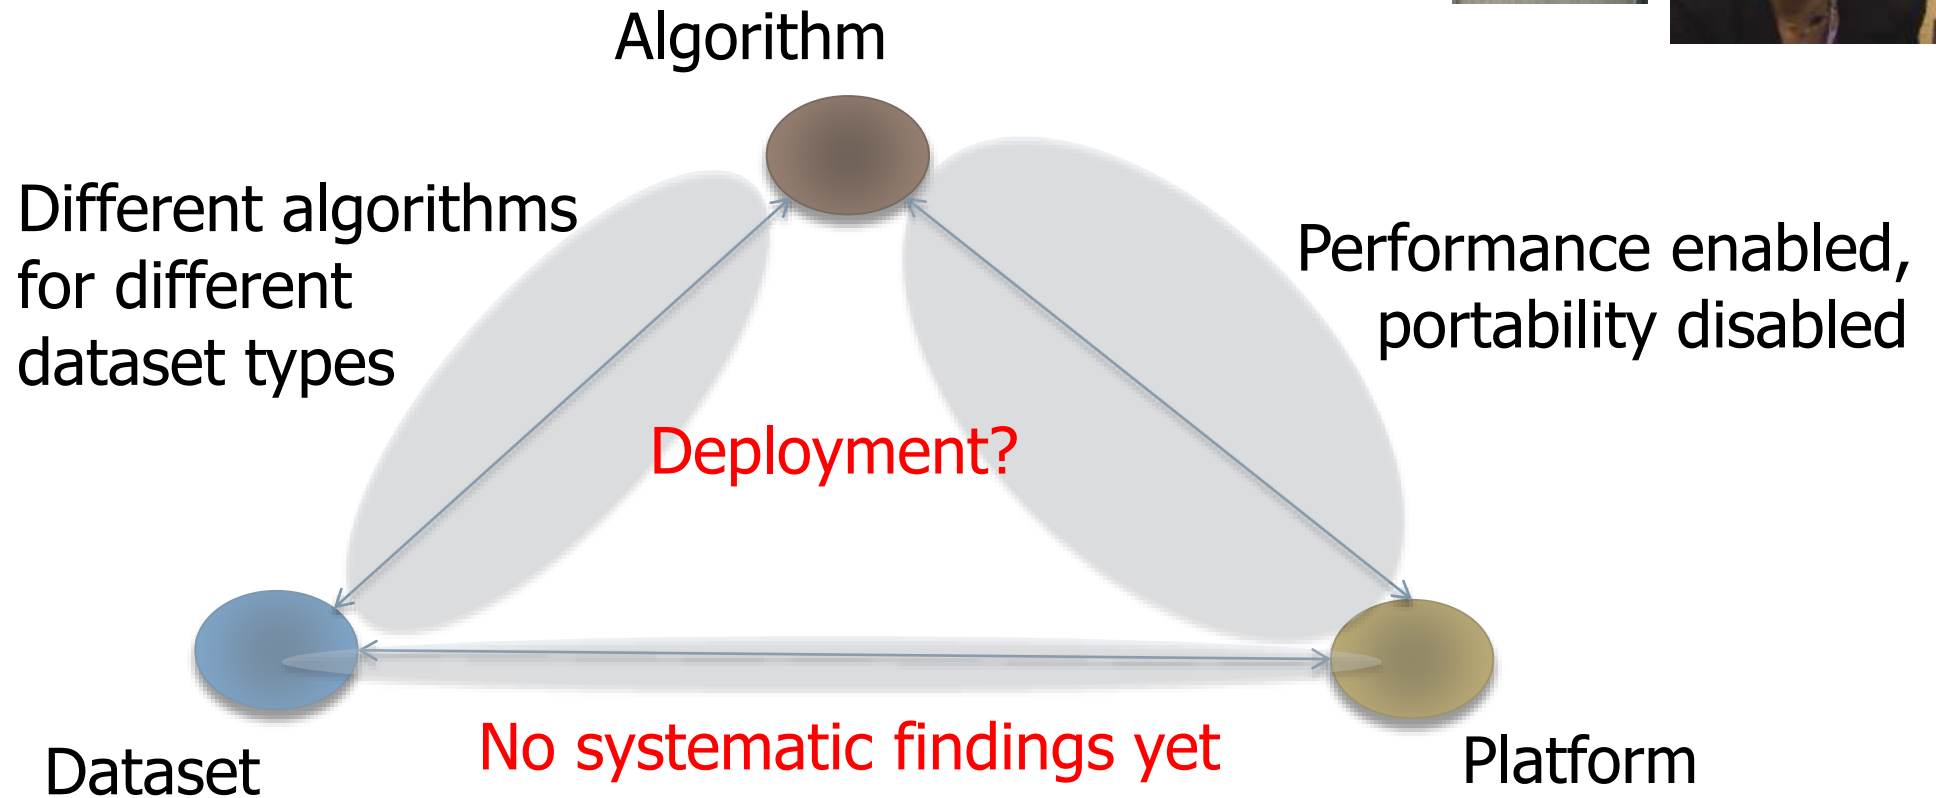 Algorithm
Different algorithms
for different
dataset types
Performance enabled,
portability disabled
Deployment?
No systematic findings yet
Dataset
Platform